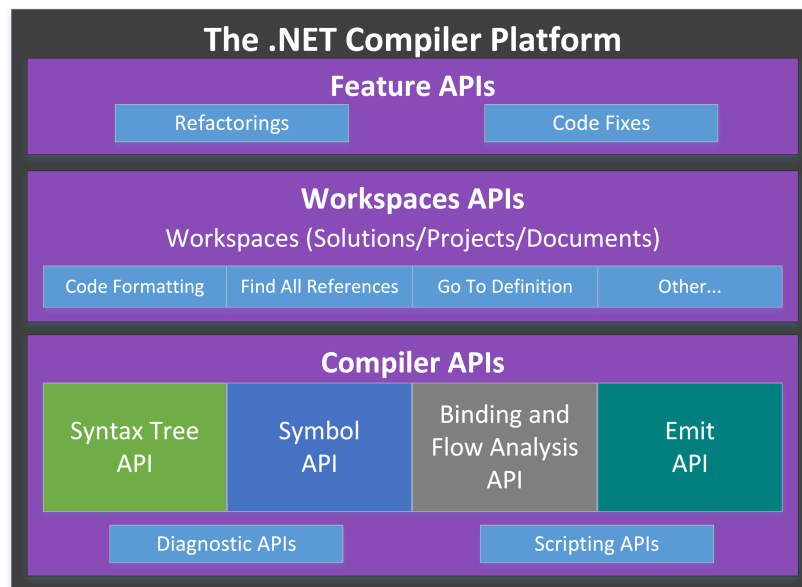 The .NET Compiler Platform
Feature APIs
Refactorings
Code Fixes
Workspaces APIs
Workspaces (Solutions/Projects/Documents)
Code Formatting
Find All References
Go To Definition
Other...
Compiler APIs
Syntax Tree
API
Symbol
API
Binding and
Flow Analysis
API
Emit
API
Diagnostic APIs
Scripting APIs